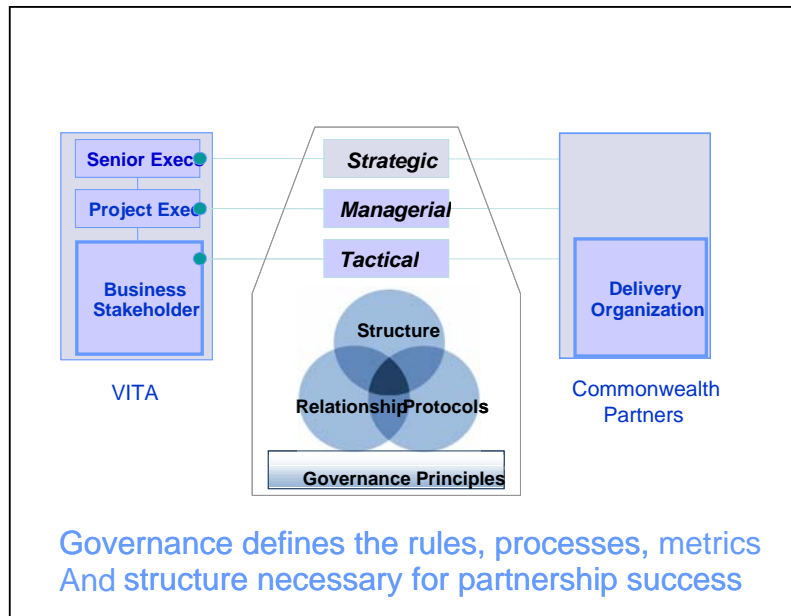 Senior Execs
Strategic
Project Exec
Managerial
Tactical
Business
Stakeholder
Delivery
Organization
Structure
Relationship
Protocols
VITA
Commonwealth
Partners
Governance Principles
Governance defines the rules, processes, metrics
And structure necessary for partnership success